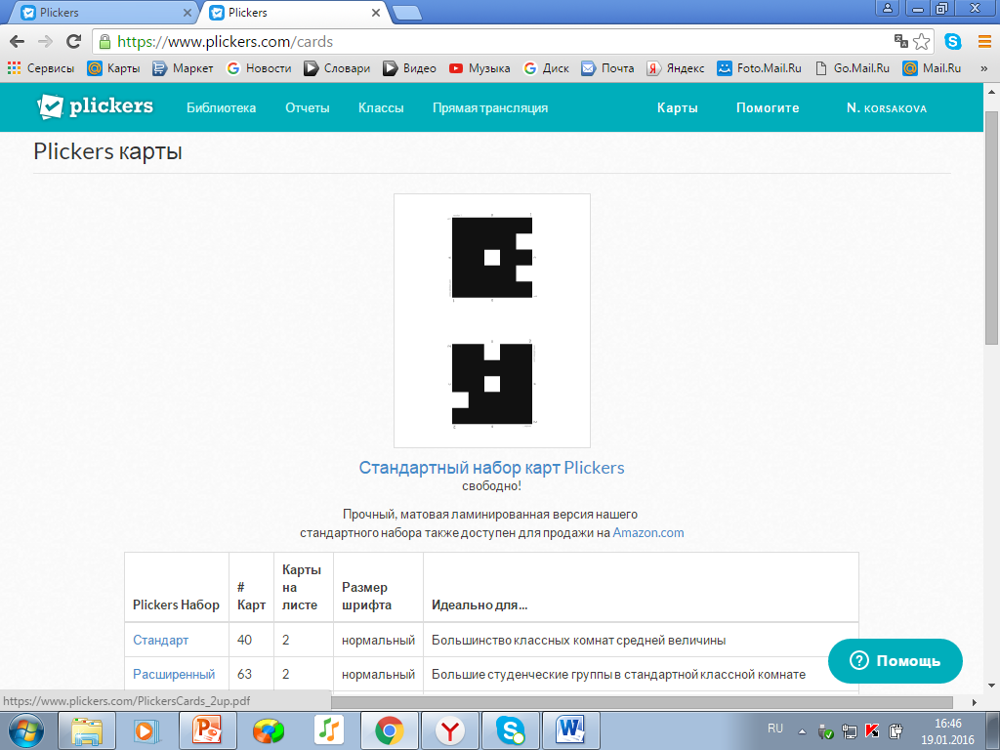 Plickers
Plickers
https://www.plickers.com/cards
Сервисы Карты Маркет Новости Словари Видео Музыка Диск Почта Яндекс Foto.Mail.Ru Go.Mail.Ru Mail.Ru »
plickers Библиотека Отчеты Классы Прямая трансляция Карты Помогите N. KORSAKOVA
Plickers карты
Стандартный набор карт Plickers
свободно!
Прочный, матовая ламинированная версия нашего
стандартного набора также доступен для продажи на Amazon.com
Plickers Набор # Карт Карты на листе Размер шрифта Идеально для...
Стандарт 40 2 нормальный Большинство классных комнат средней величины
Расширенный 63 2 нормальный Большие студенческие группы в стандартной классной комнате
Помощь
https://www.plickers.com/PlickersCards_2up.pdf
RU 16:46
19.01.2016